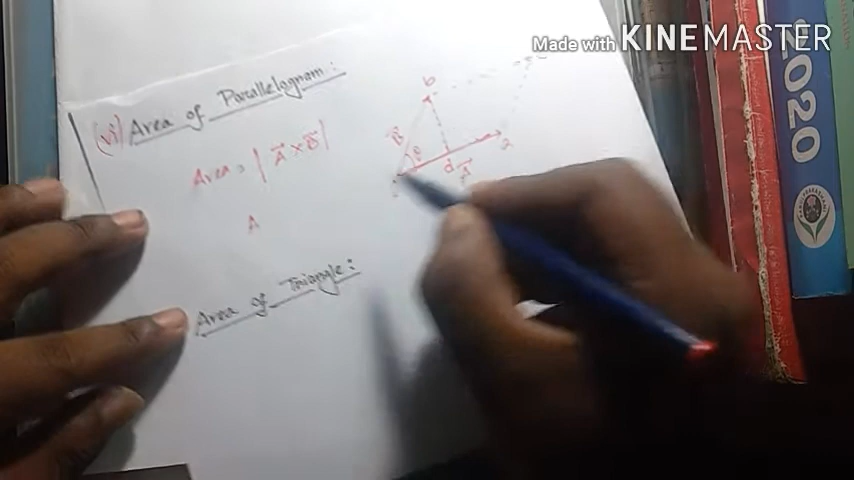 Made with KINEMASTER
(vi) Area of Parallelogram:
Area = | A⃗ × B⃗ |
A
Area of Triangle:
b
B⃗
θ
d
A⃗
a
2020